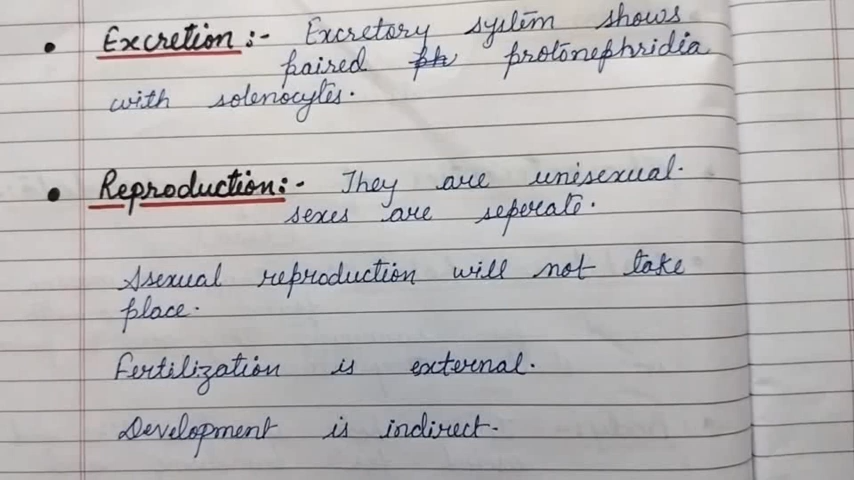 • Excretion :- Excretory system shows
paired protonephridia
with solenocytes.
• Reproduction :- They are unisexual.
sexes are seperate.
Asexual reproduction will not take
place.
Fertilization is external.
Development is indirect.